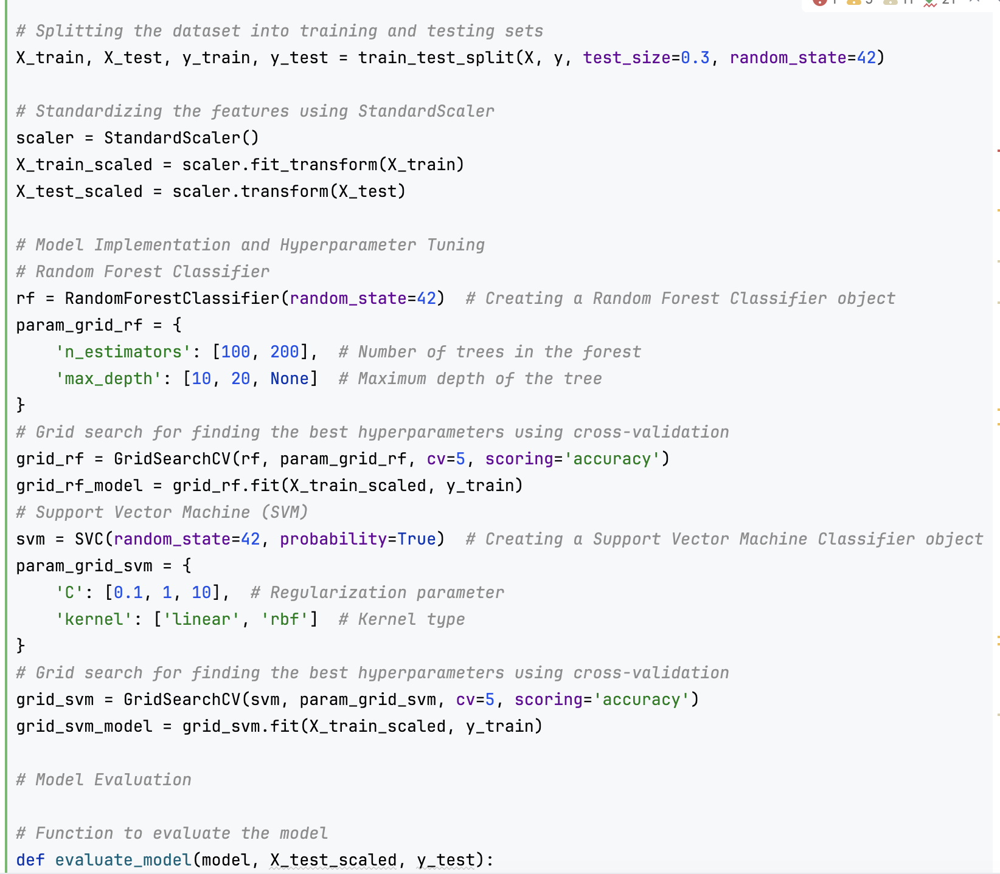 # Splitting the dataset into training and testing sets
X_train, X_test, y_train, y_test = train_test_split(X, y, test_size=0.3, random_state=42)
# Standardizing the features using StandardScaler
scaler = StandardScaler()
X_train_scaled = scaler.fit_transform(X_train)
X_test_scaled = scaler.transform(X_test)
# Model Implementation and Hyperparameter Tuning
# Random Forest Classifier
rf = RandomForestClassifier(random_state=42)  # Creating a Random Forest Classifier object
param_grid_rf = {
    'n_estimators': [100, 200],  # Number of trees in the forest
    'max_depth': [10, 20, None]  # Maximum depth of the tree
}
# Grid search for finding the best hyperparameters using cross-validation
grid_rf = GridSearchCV(rf, param_grid_rf, cv=5, scoring='accuracy')
grid_rf_model = grid_rf.fit(X_train_scaled, y_train)
# Support Vector Machine (SVM)
svm = SVC(random_state=42, probability=True)  # Creating a Support Vector Machine Classifier object
param_grid_svm = {
    'C': [0.1, 1, 10],  # Regularization parameter
    'kernel': ['linear', 'rbf']  # Kernel type
}
# Grid search for finding the best hyperparameters using cross-validation
grid_svm = GridSearchCV(svm, param_grid_svm, cv=5, scoring='accuracy')
grid_svm_model = grid_svm.fit(X_train_scaled, y_train)
# Model Evaluation
# Function to evaluate the model
def evaluate_model(model, X_test_scaled, y_test):